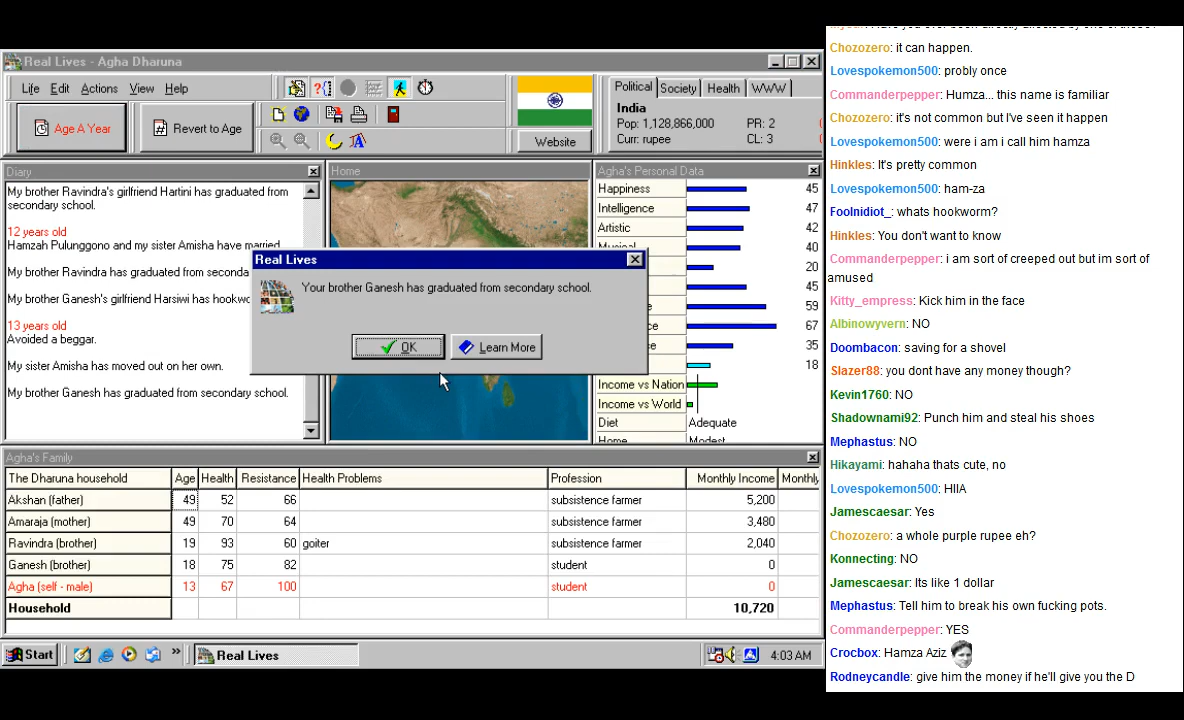 Real Lives - Agha Dharuna
Life Edit Actions View Help
Age A Year
Revert to Age
Website
Political Society Health WWW
India
Pop: 1,128,866,000 PR: 2
Curr: rupee CL: 3
Diary
My brother Ravindra's girlfriend Hartini has graduated from
secondary school.
12 years old
Hamzah Pulunggono and my sister Amisha have married.
My brother Ravindra has graduated from seconda
My brother Ganesh's girlfriend Harsiwi has hookwo
13 years old
Avoided a beggar.
My sister Amisha has moved out on her own.
My brother Ganesh has graduated from secondary school.
Home
Agha's Personal Data
Happiness 45
Intelligence 47
Artistic 42
Musical 40
20
45
59
67
35
18
Income vs Nation
Income vs World
Diet Adequate
Home Modest
Real Lives
Your brother Ganesh has graduated from secondary school.
OK
Learn More
Agha's Family
The Dharuna household Age Health Resistance Health Problems Profession Monthly Income Monthly
Akshan (father) 49 52 66 subsistence farmer 5,200
Amaraja (mother) 49 70 64 subsistence farmer 3,480
Ravindra (brother) 19 93 60 goiter subsistence farmer 2,040
Ganesh (brother) 18 75 82 student 0
Agha (self - male) 13 67 100 student 0
Household 10,720
Start
Real Lives
4:03 AM
Chozozero: it can happen.
Lovespokemon500: probly once
Commanderpepper: Humza... this name is familiar
Chozozero: it's not common but I've seen it happen
Lovespokemon500: were i am i call him hamza
Hinkles: It's pretty common
Lovespokemon500: ham-za
Foolnidiot_: whats hookworm?
Hinkles: You don't want to know
Commanderpepper: i am sort of creeped out but im sort of
amused
Kitty_empress: Kick him in the face
Albinowyvern: NO
Doombacon: saving for a shovel
Slazer88: you dont have any money though?
Kevin1760: NO
Shadownami92: Punch him and steal his shoes
Mephastus: NO
Hikayami: hahaha thats cute, no
Lovespokemon500: HIIA
Jamescaesar: Yes
Chozozero: a whole purple rupee eh?
Konnecting: NO
Jamescaesar: Its like 1 dollar
Mephastus: Tell him to break his own fucking pots.
Commanderpepper: YES
Crocbox: Hamza Aziz
Rodneycandle: give him the money if he'll give you the D